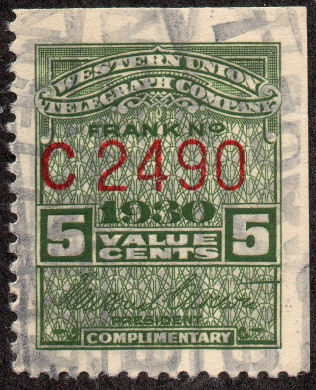 WESTERN UNION
TELEGRAPH COMPANY
FRANK NO
C 2490
1930
5 VALUE 5
CENTS
PRESIDENT
COMPLIMENTARY